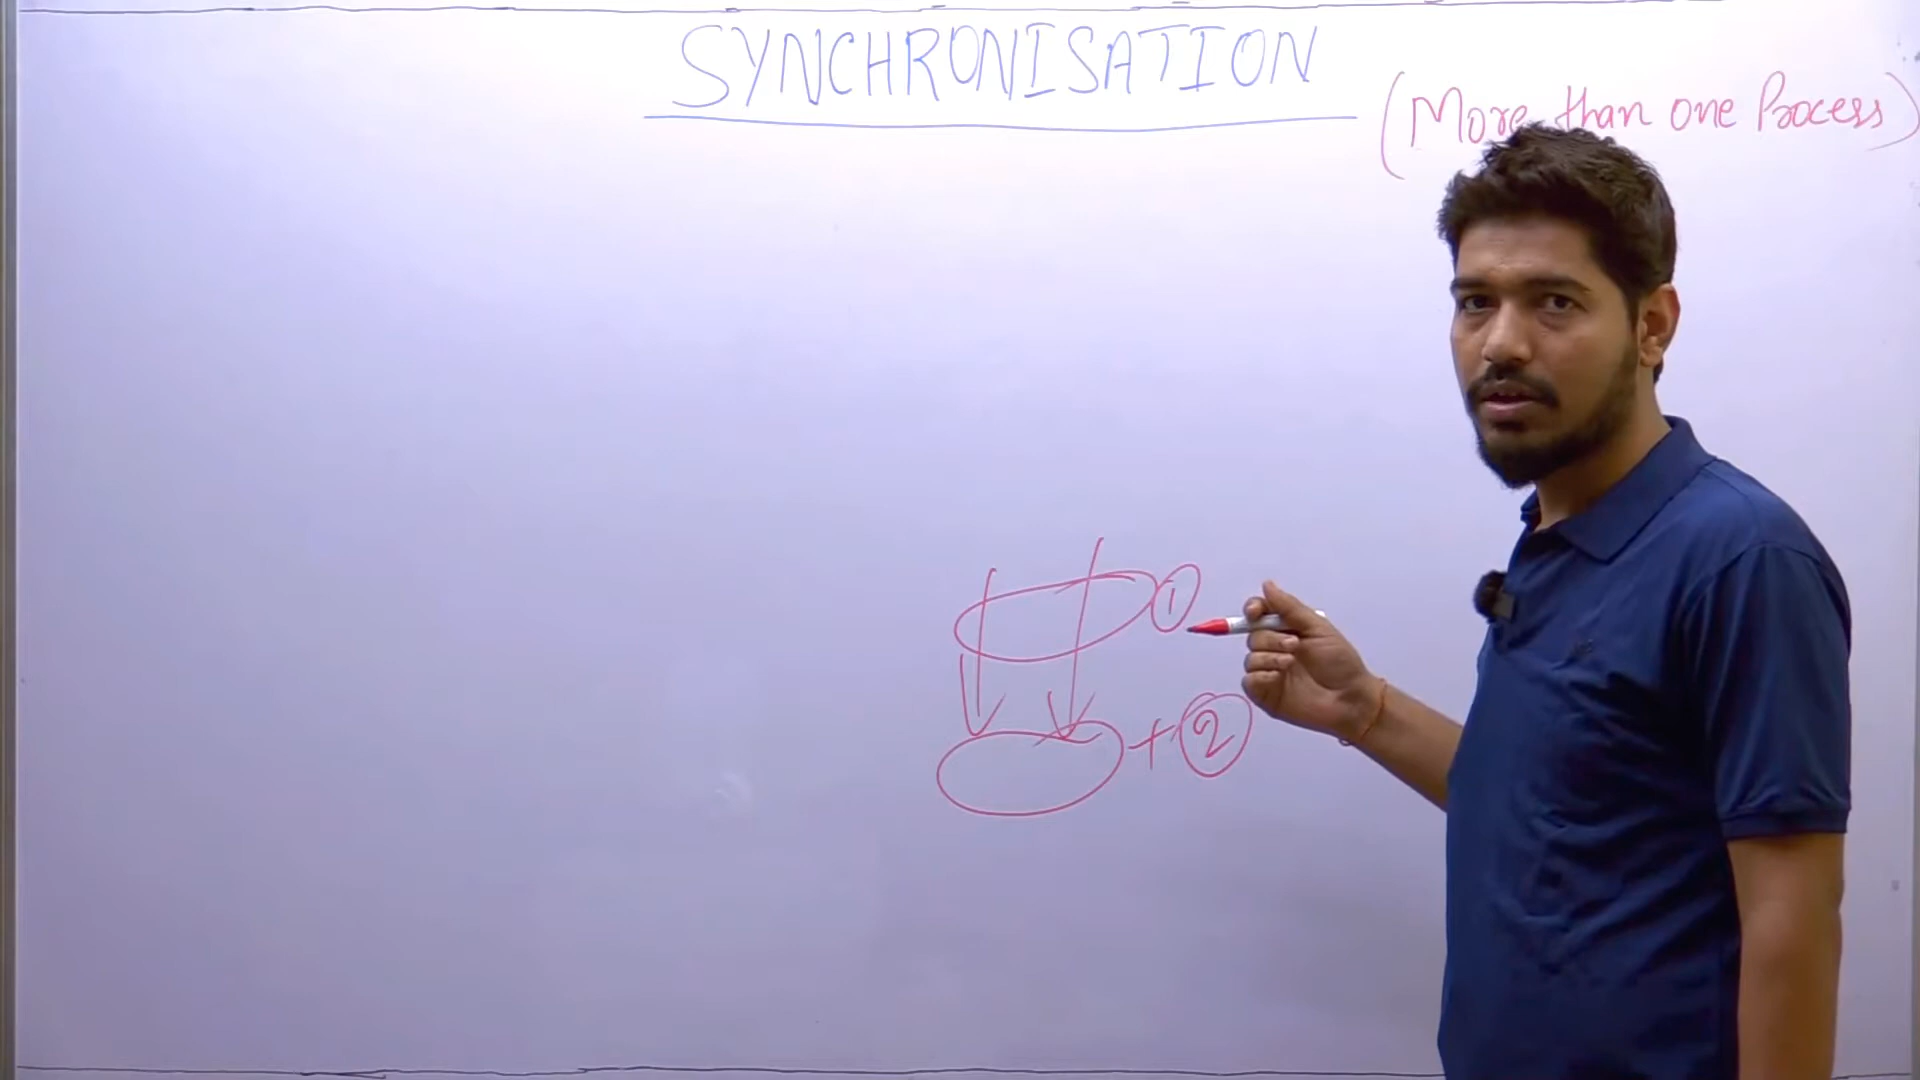 SYNCHRONISATION
(More than one Process)
1
+ 2